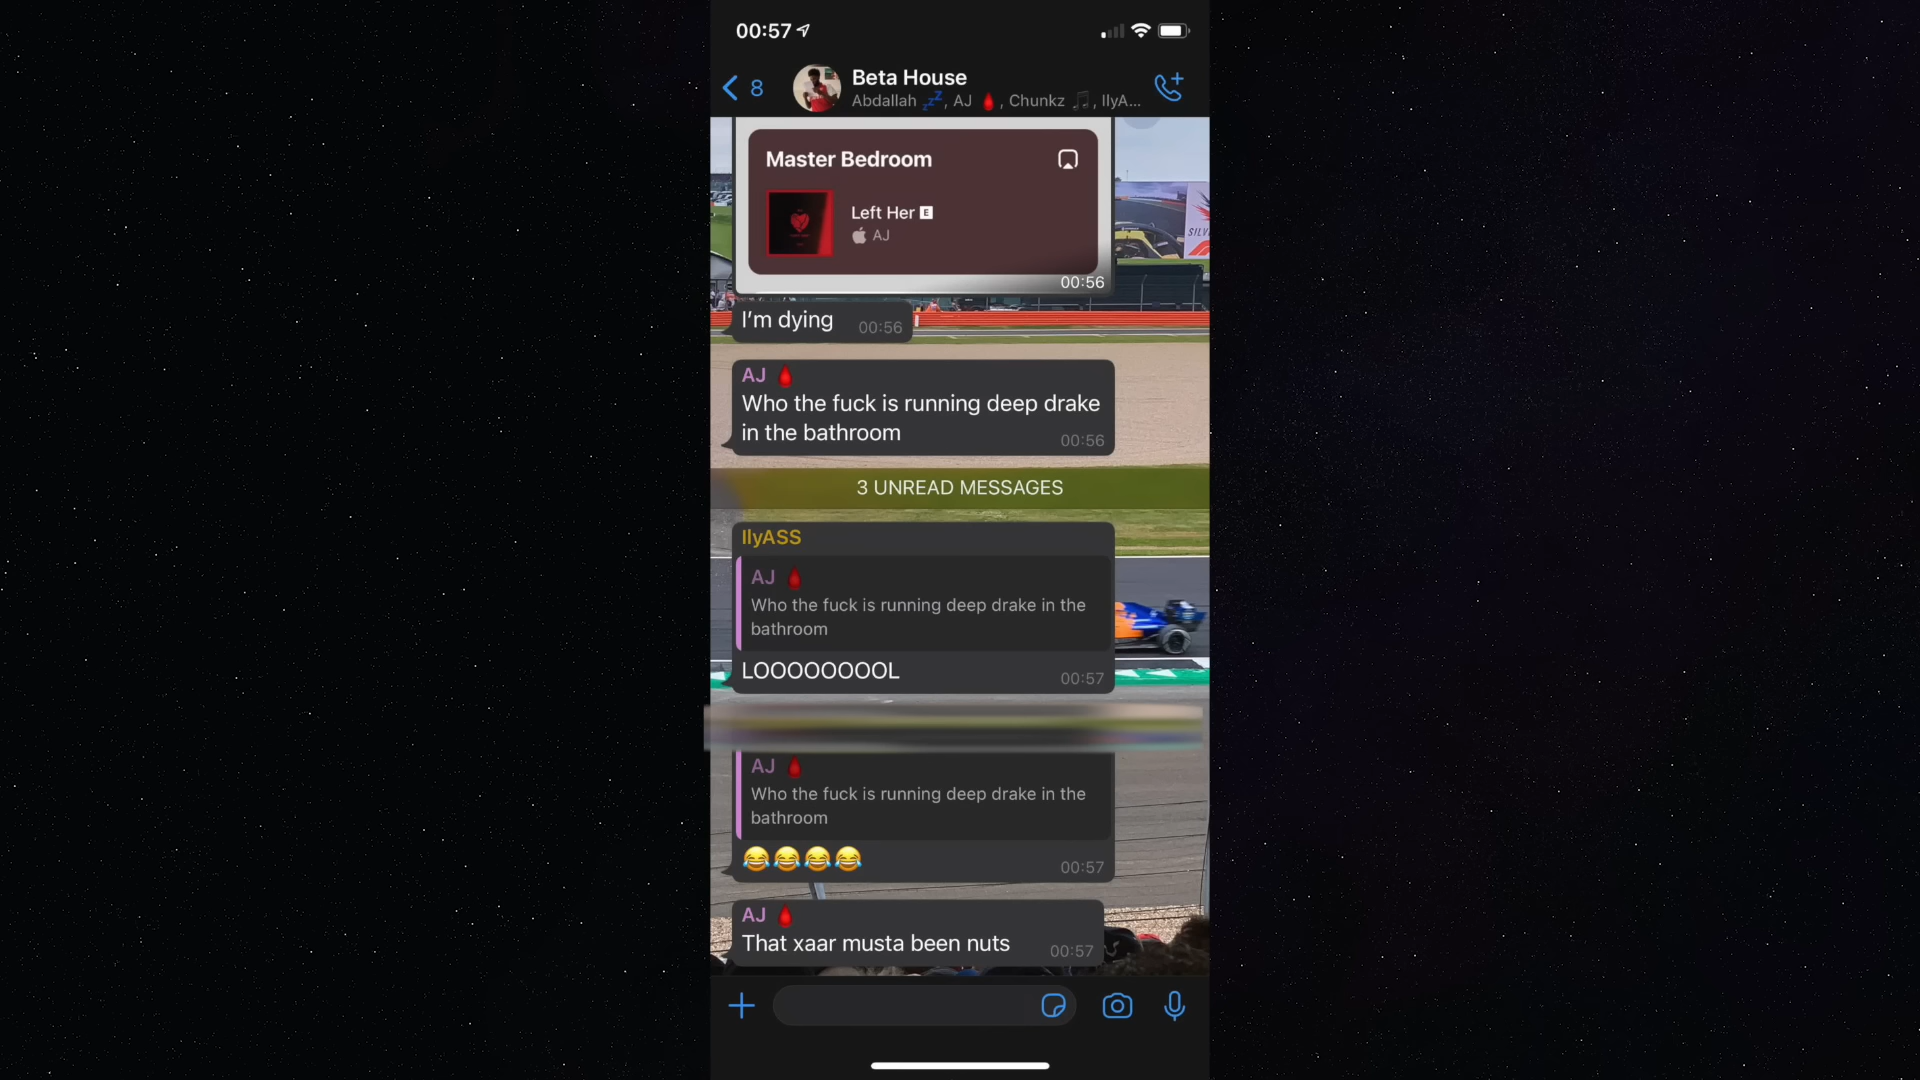 00:57
8
Beta House
Abdallah 💤, AJ 🩸, Chunkz 🎵, IlyA...
Master Bedroom
Left Her E
AJ
00:56
I'm dying 00:56
AJ 🩸
Who the fuck is running deep drake
in the bathroom 00:56
3 UNREAD MESSAGES
IlyASS
AJ 🩸
Who the fuck is running deep drake in the
bathroom
LOOOOOOOOL 00:57
AJ 🩸
Who the fuck is running deep drake in the
bathroom
😂😂😂😂 00:57
AJ 🩸
That xaar musta been nuts 00:57